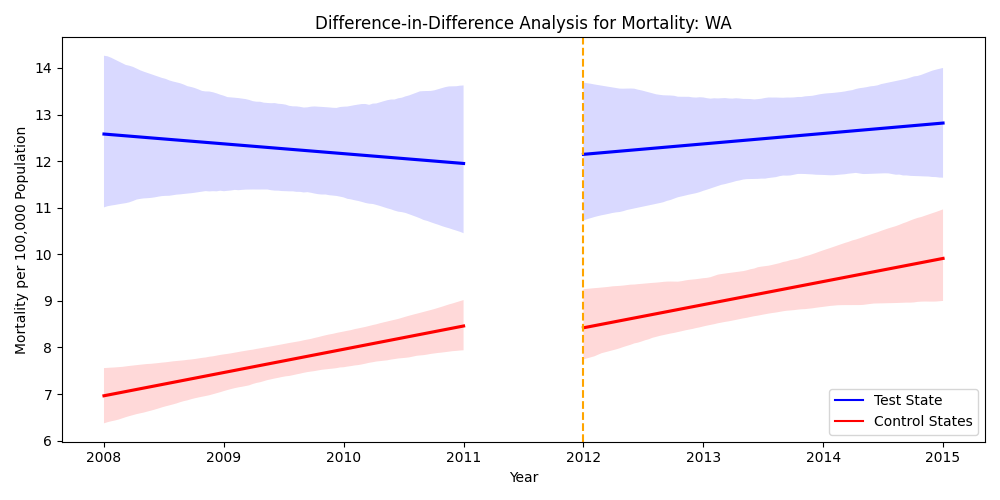 Difference-in-Difference Analysis for Mortality: WA
Mortality per 100,000 Population
14
13
12
11
10
9
8
7
6
2008 2009 2010 2011 2012 2013 2014 2015
Year
Test State
Control States